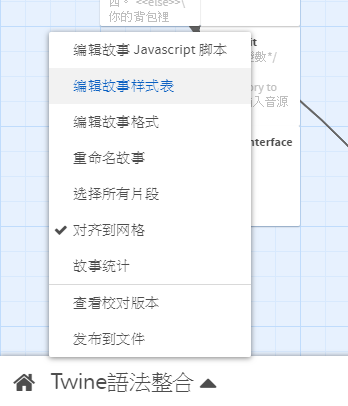 四。 <<else>>\
你的背包裡
编辑故事 Javascript 脚本
编辑故事样式表
编辑故事格式
重命名故事
选择所有片段
对齐到网格
故事统计
查看校对版本
发布到文件
it
變數*/
ory to
入音源
nterface
Twine語法整合